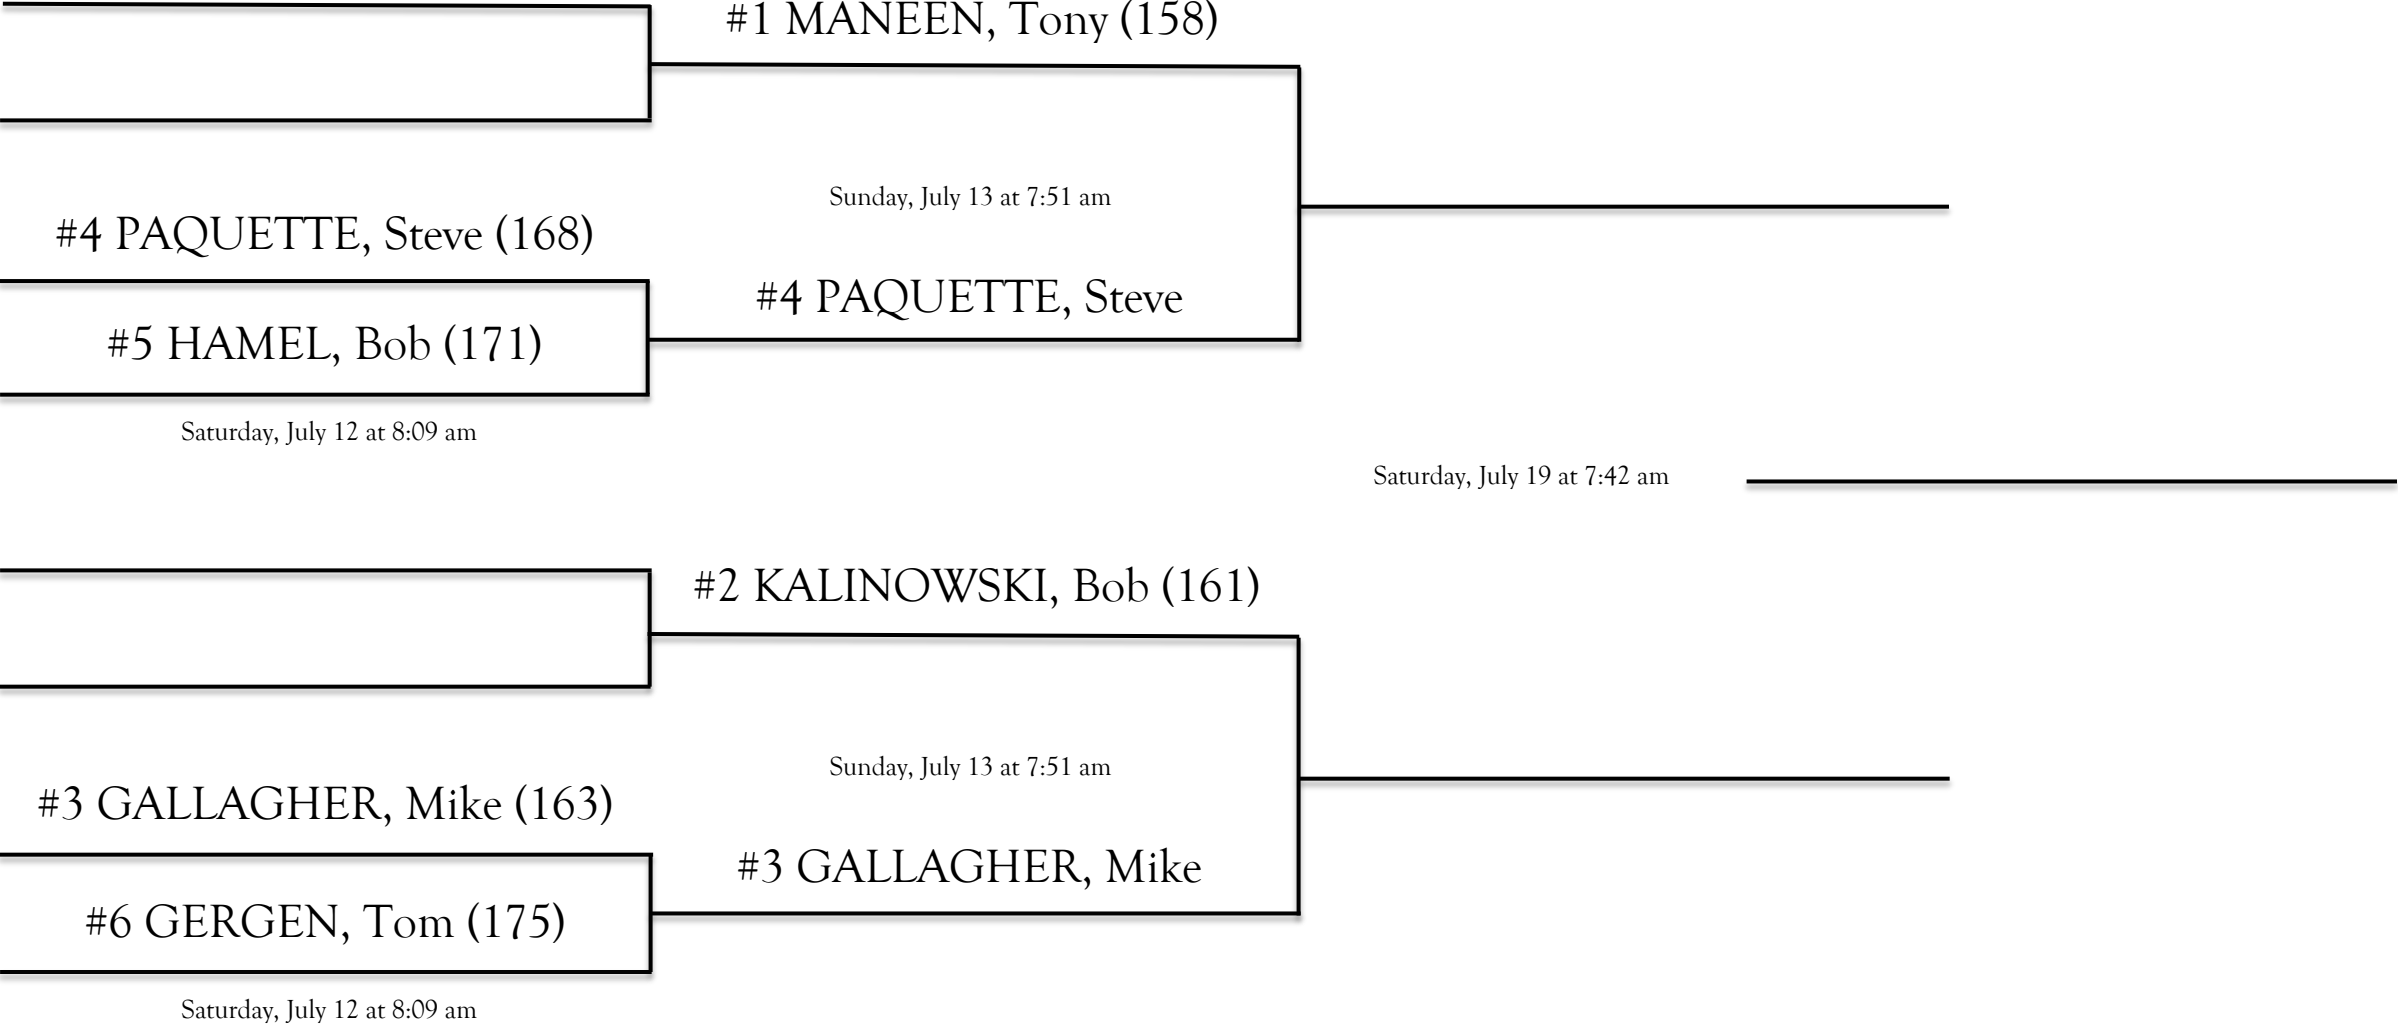 #1 MANEEN, Tony (158)
Sunday, July 13 at 7:51 am
#4 PAQUETTE, Steve (168)
#4 PAQUETTE, Steve
#5 HAMEL, Bob (171)
Saturday, July 12 at 8:09 am
Saturday, July 19 at 7:42 am
#2 KALINOWSKI, Bob (161)
Sunday, July 13 at 7:51 am
#3 GALLAGHER, Mike (163)
#3 GALLAGHER, Mike
#6 GERGEN, Tom (175)
Saturday, July 12 at 8:09 am